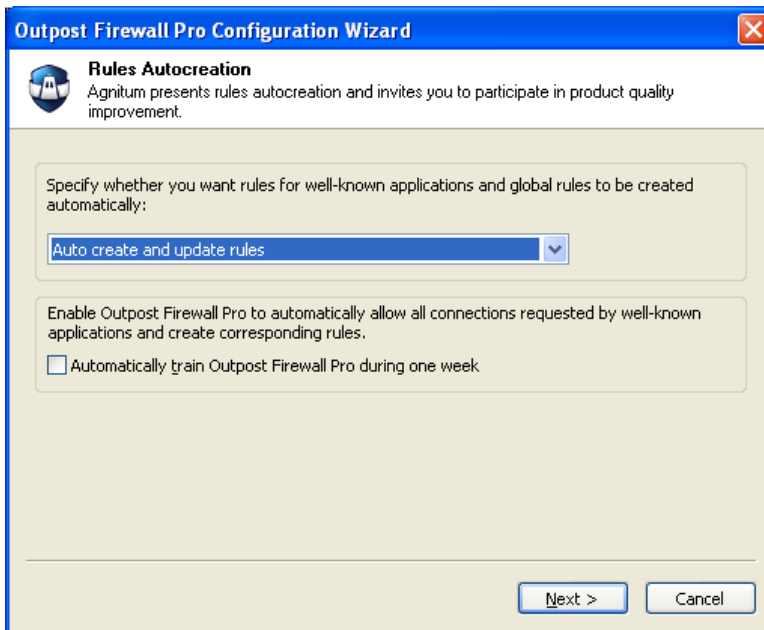 Outpost Firewall Pro Configuration Wizard
Rules Autocreation
Agnitum presents rules autocreation and invites you to participate in product quality
improvement.
Specify whether you want rules for well-known applications and global rules to be created
automatically:
Auto create and update rules
Enable Outpost Firewall Pro to automatically allow all connections requested by well-known
applications and create corresponding rules.
Automatically train Outpost Firewall Pro during one week
Next >
Cancel